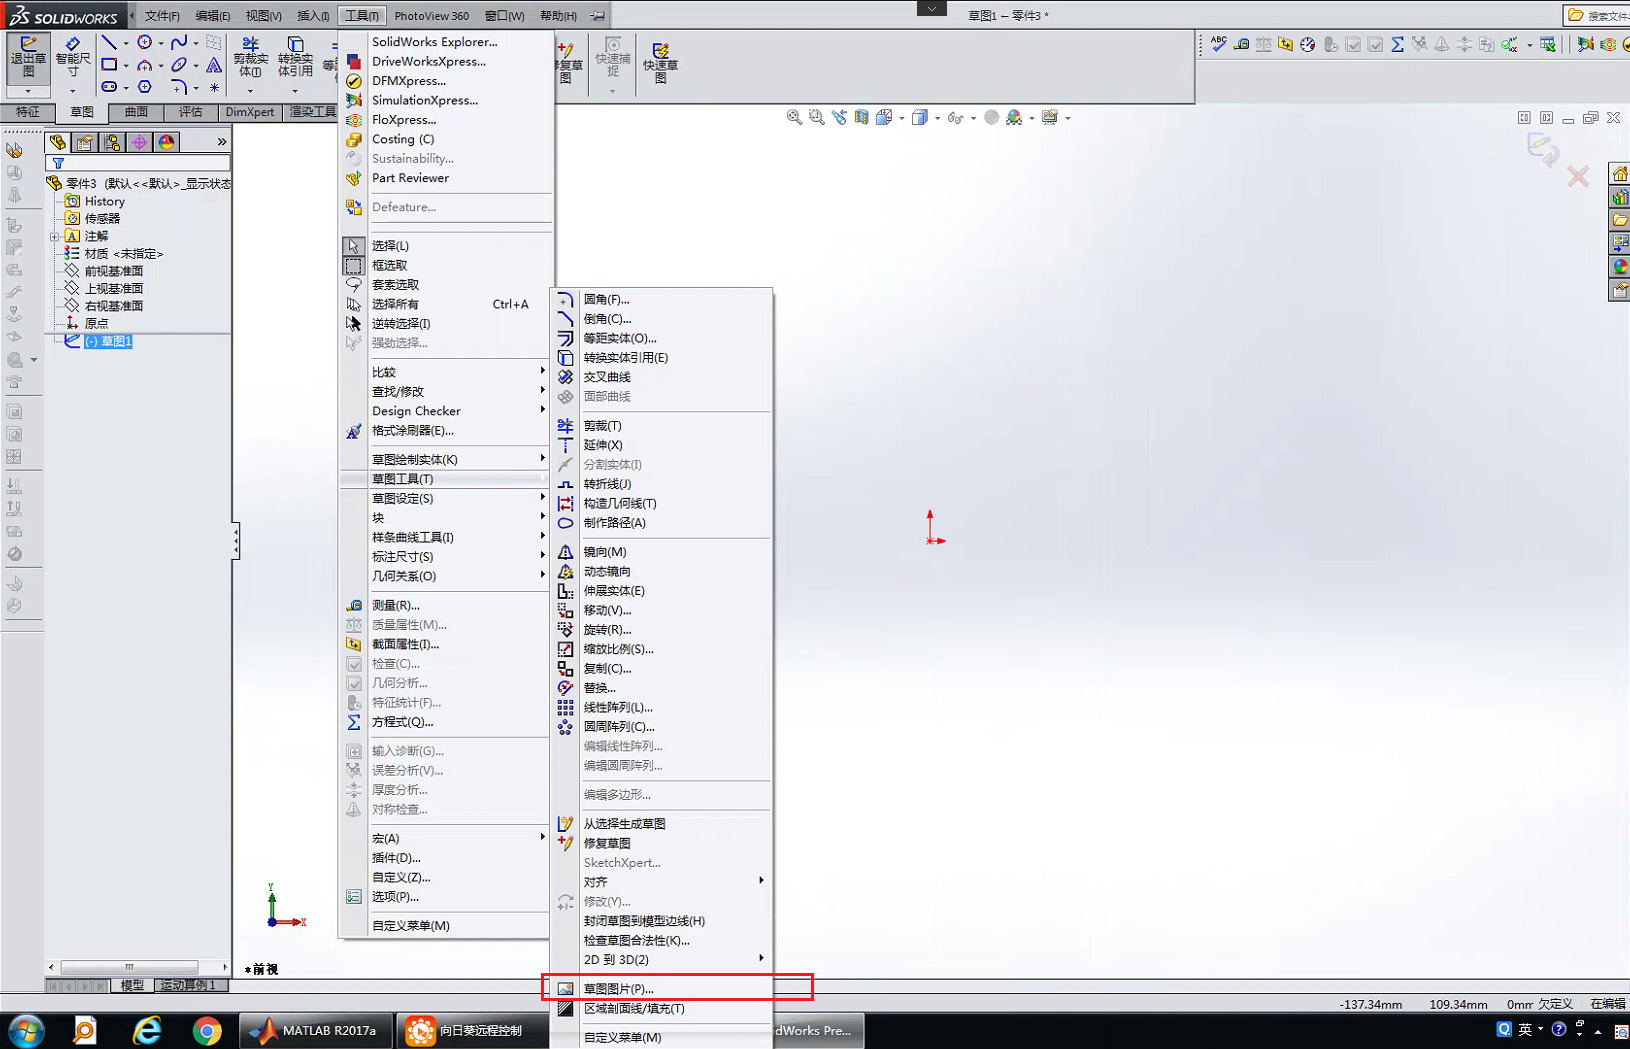 SOLIDWORKS
文件(F) 编辑(E) 视图(V) 插入(I) 工具(T) PhotoView 360 窗口(W) 帮助(H)
草图1 -- 零件3 *
搜索文件
退出草图
智能尺寸
剪裁实体(I)
转换实体引用
修复草图
快速捕捉
快速草图
特征 草图 曲面 评估 DimXpert 渲染工具
零件3 (默认<<默认>_显示状态
History
传感器
注解
材质 <未指定>
前视基准面
上视基准面
右视基准面
原点
(-) 草图1
SolidWorks Explorer...
DriveWorksXpress...
DFMXpress...
SimulationXpress...
FloXpress...
Costing (C)
Sustainability...
Part Reviewer
Defeature...
选择(L)
框选取
套索选取
选择所有 Ctrl+A
逆转选择(I)
强劲选择...
比较
查找/修改
Design Checker
格式涂刷器(E)...
草图绘制实体(K)
草图工具(T)
草图设定(S)
块
样条曲线工具(I)
标注尺寸(S)
几何关系(O)
测量(R)...
质量属性(M)...
截面属性(I)...
检查(C)...
几何分析...
特征统计(F)...
方程式(Q)...
输入诊断(G)...
误差分析(V)...
厚度分析...
对称检查...
宏(A)
插件(D)...
自定义(Z)...
选项(P)...
自定义菜单(M)
圆角(F)...
倒角(C)...
等距实体(O)...
转换实体引用(E)
交叉曲线
面部曲线
剪裁(T)
延伸(X)
分割实体(I)
转折线(J)
构造几何线(T)
制作路径(A)
镜向(M)
动态镜向
伸展实体(E)
移动(V)...
旋转(R)...
缩放比例(S)...
复制(C)...
替换...
线性阵列(L)...
圆周阵列(C)...
编辑线性阵列...
编辑圆周阵列...
编辑多边形...
从选择生成草图
修复草图
SketchXpert...
对齐
修改(Y)...
封闭草图到模型边线(H)
检查草图合法性(K)...
2D 到 3D(2)
草图图片(P)...
区域剖面线/填充(T)
自定义菜单(M)
Y
X
*前视
模型 运动算例1
-137.34mm 109.34mm 0mm 欠定义 在编辑
MATLAB R2017a
向日葵远程控制
dWorks Pre...
英